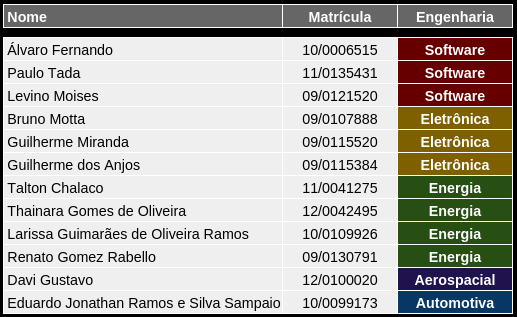 Nome Matrícula Engenharia
Álvaro Fernando 10/0006515 Software
Paulo Tada 11/0135431 Software
Levino Moises 09/0121520 Software
Bruno Motta 09/0107888 Eletrônica
Guilherme Miranda 09/0115520 Eletrônica
Guilherme dos Anjos 09/0115384 Eletrônica
Talton Chalaco 11/0041275 Energia
Thainara Gomes de Oliveira 12/0042495 Energia
Larissa Guimarães de Oliveira Ramos 10/0109926 Energia
Renato Gomez Rabello 09/0130791 Energia
Davi Gustavo 12/0100020 Aerospacial
Eduardo Jonathan Ramos e Silva Sampaio 10/0099173 Automotiva